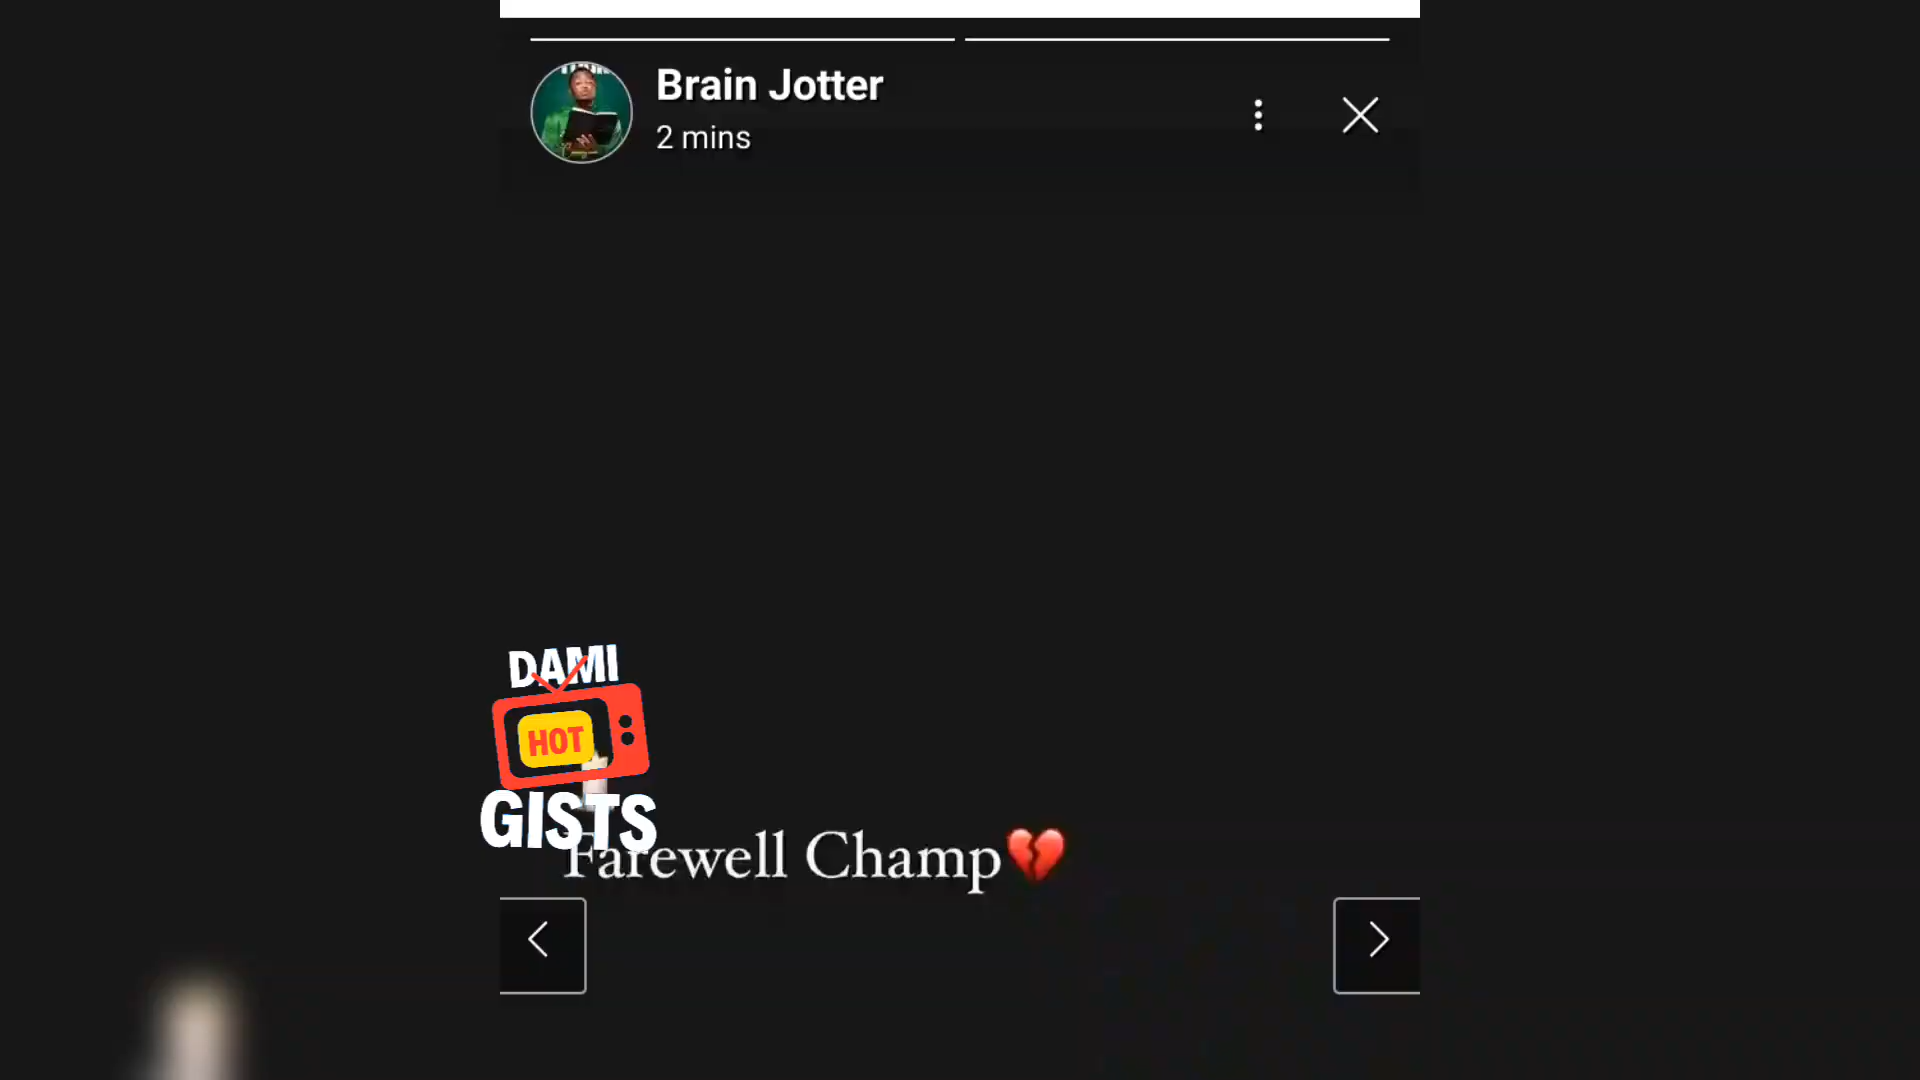 Brain Jotter
2 mins
DAMI
HOT
GISTS
Farewell Champ💔